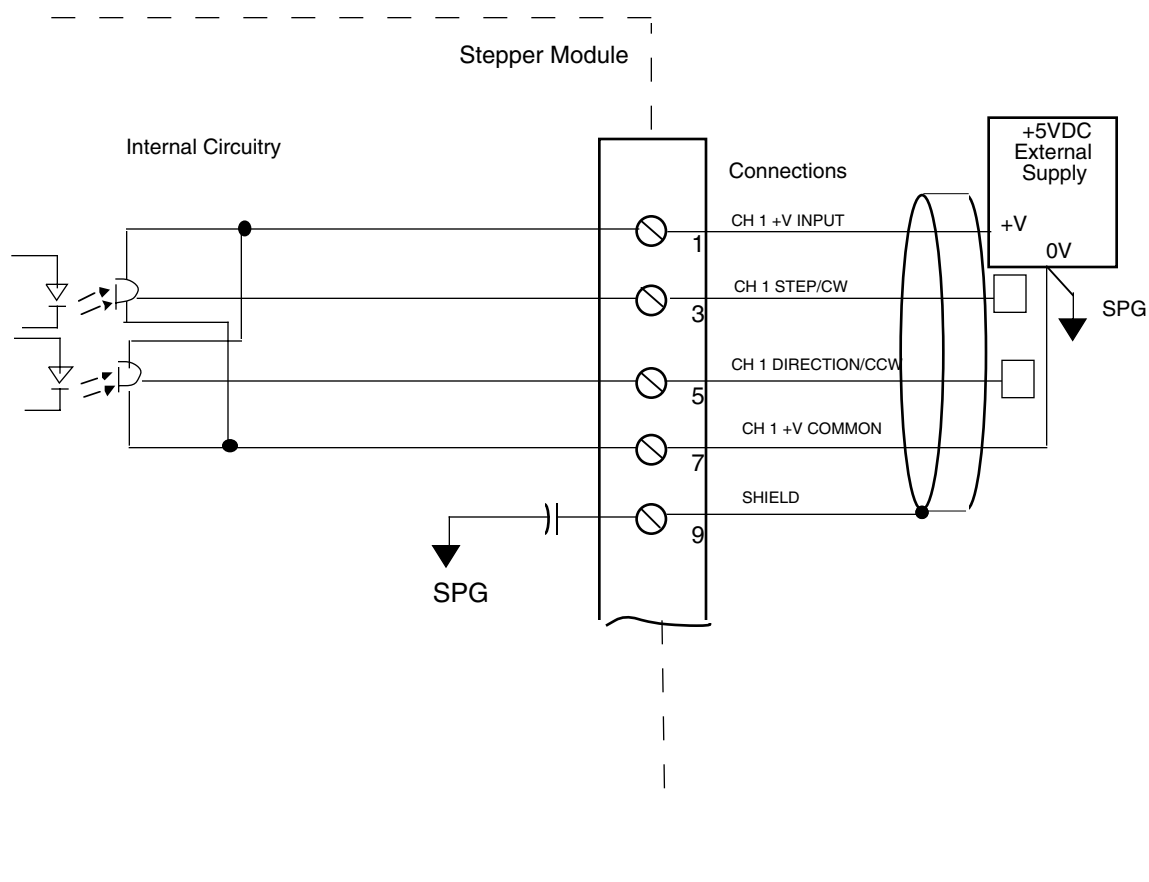 Stepper Module
Internal Circuitry
Connections
+5VDC
External
Supply
+V
0V
SPG
CH 1 +V INPUT
1
CH 1 STEP/CW
3
CH 1 DIRECTION/CCW
5
CH 1 +V COMMON
7
SHIELD
9
SPG